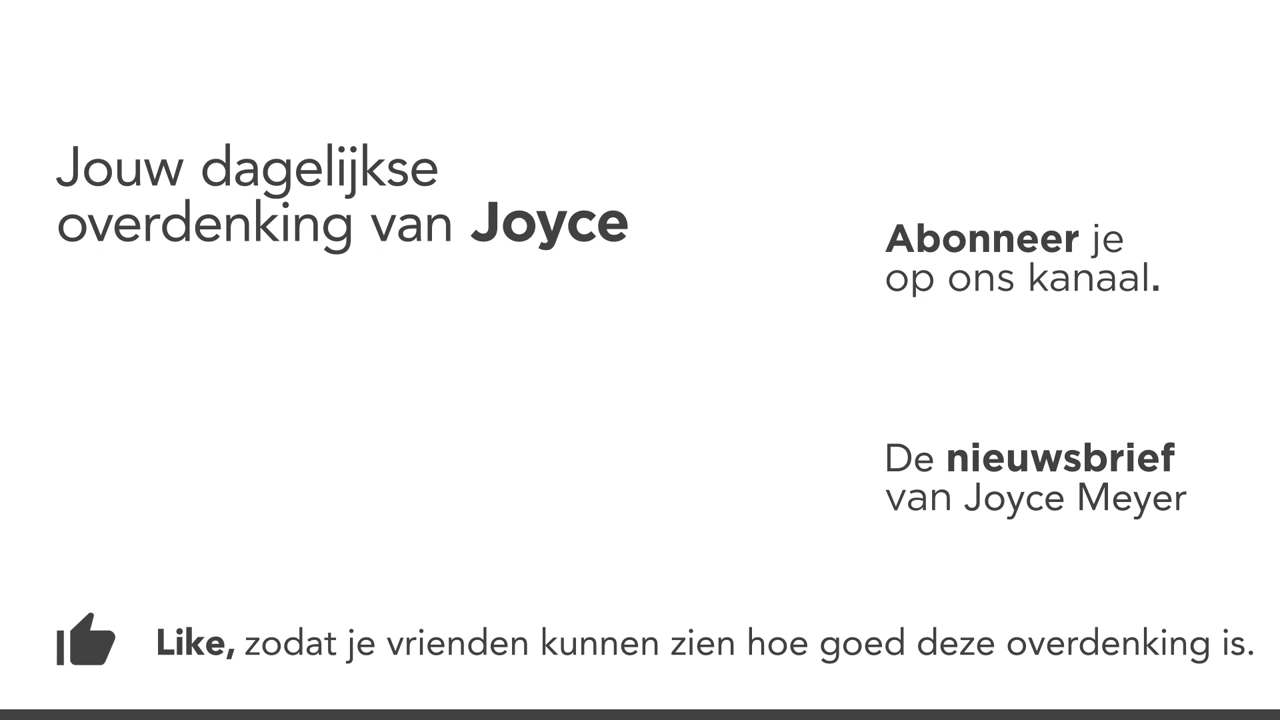 Jouw dagelijkse
overdenking van Joyce
Abonneer je
op ons kanaal.
De nieuwsbrief
van Joyce Meyer
Like, zodat je vrienden kunnen zien hoe goed deze overdenking is.